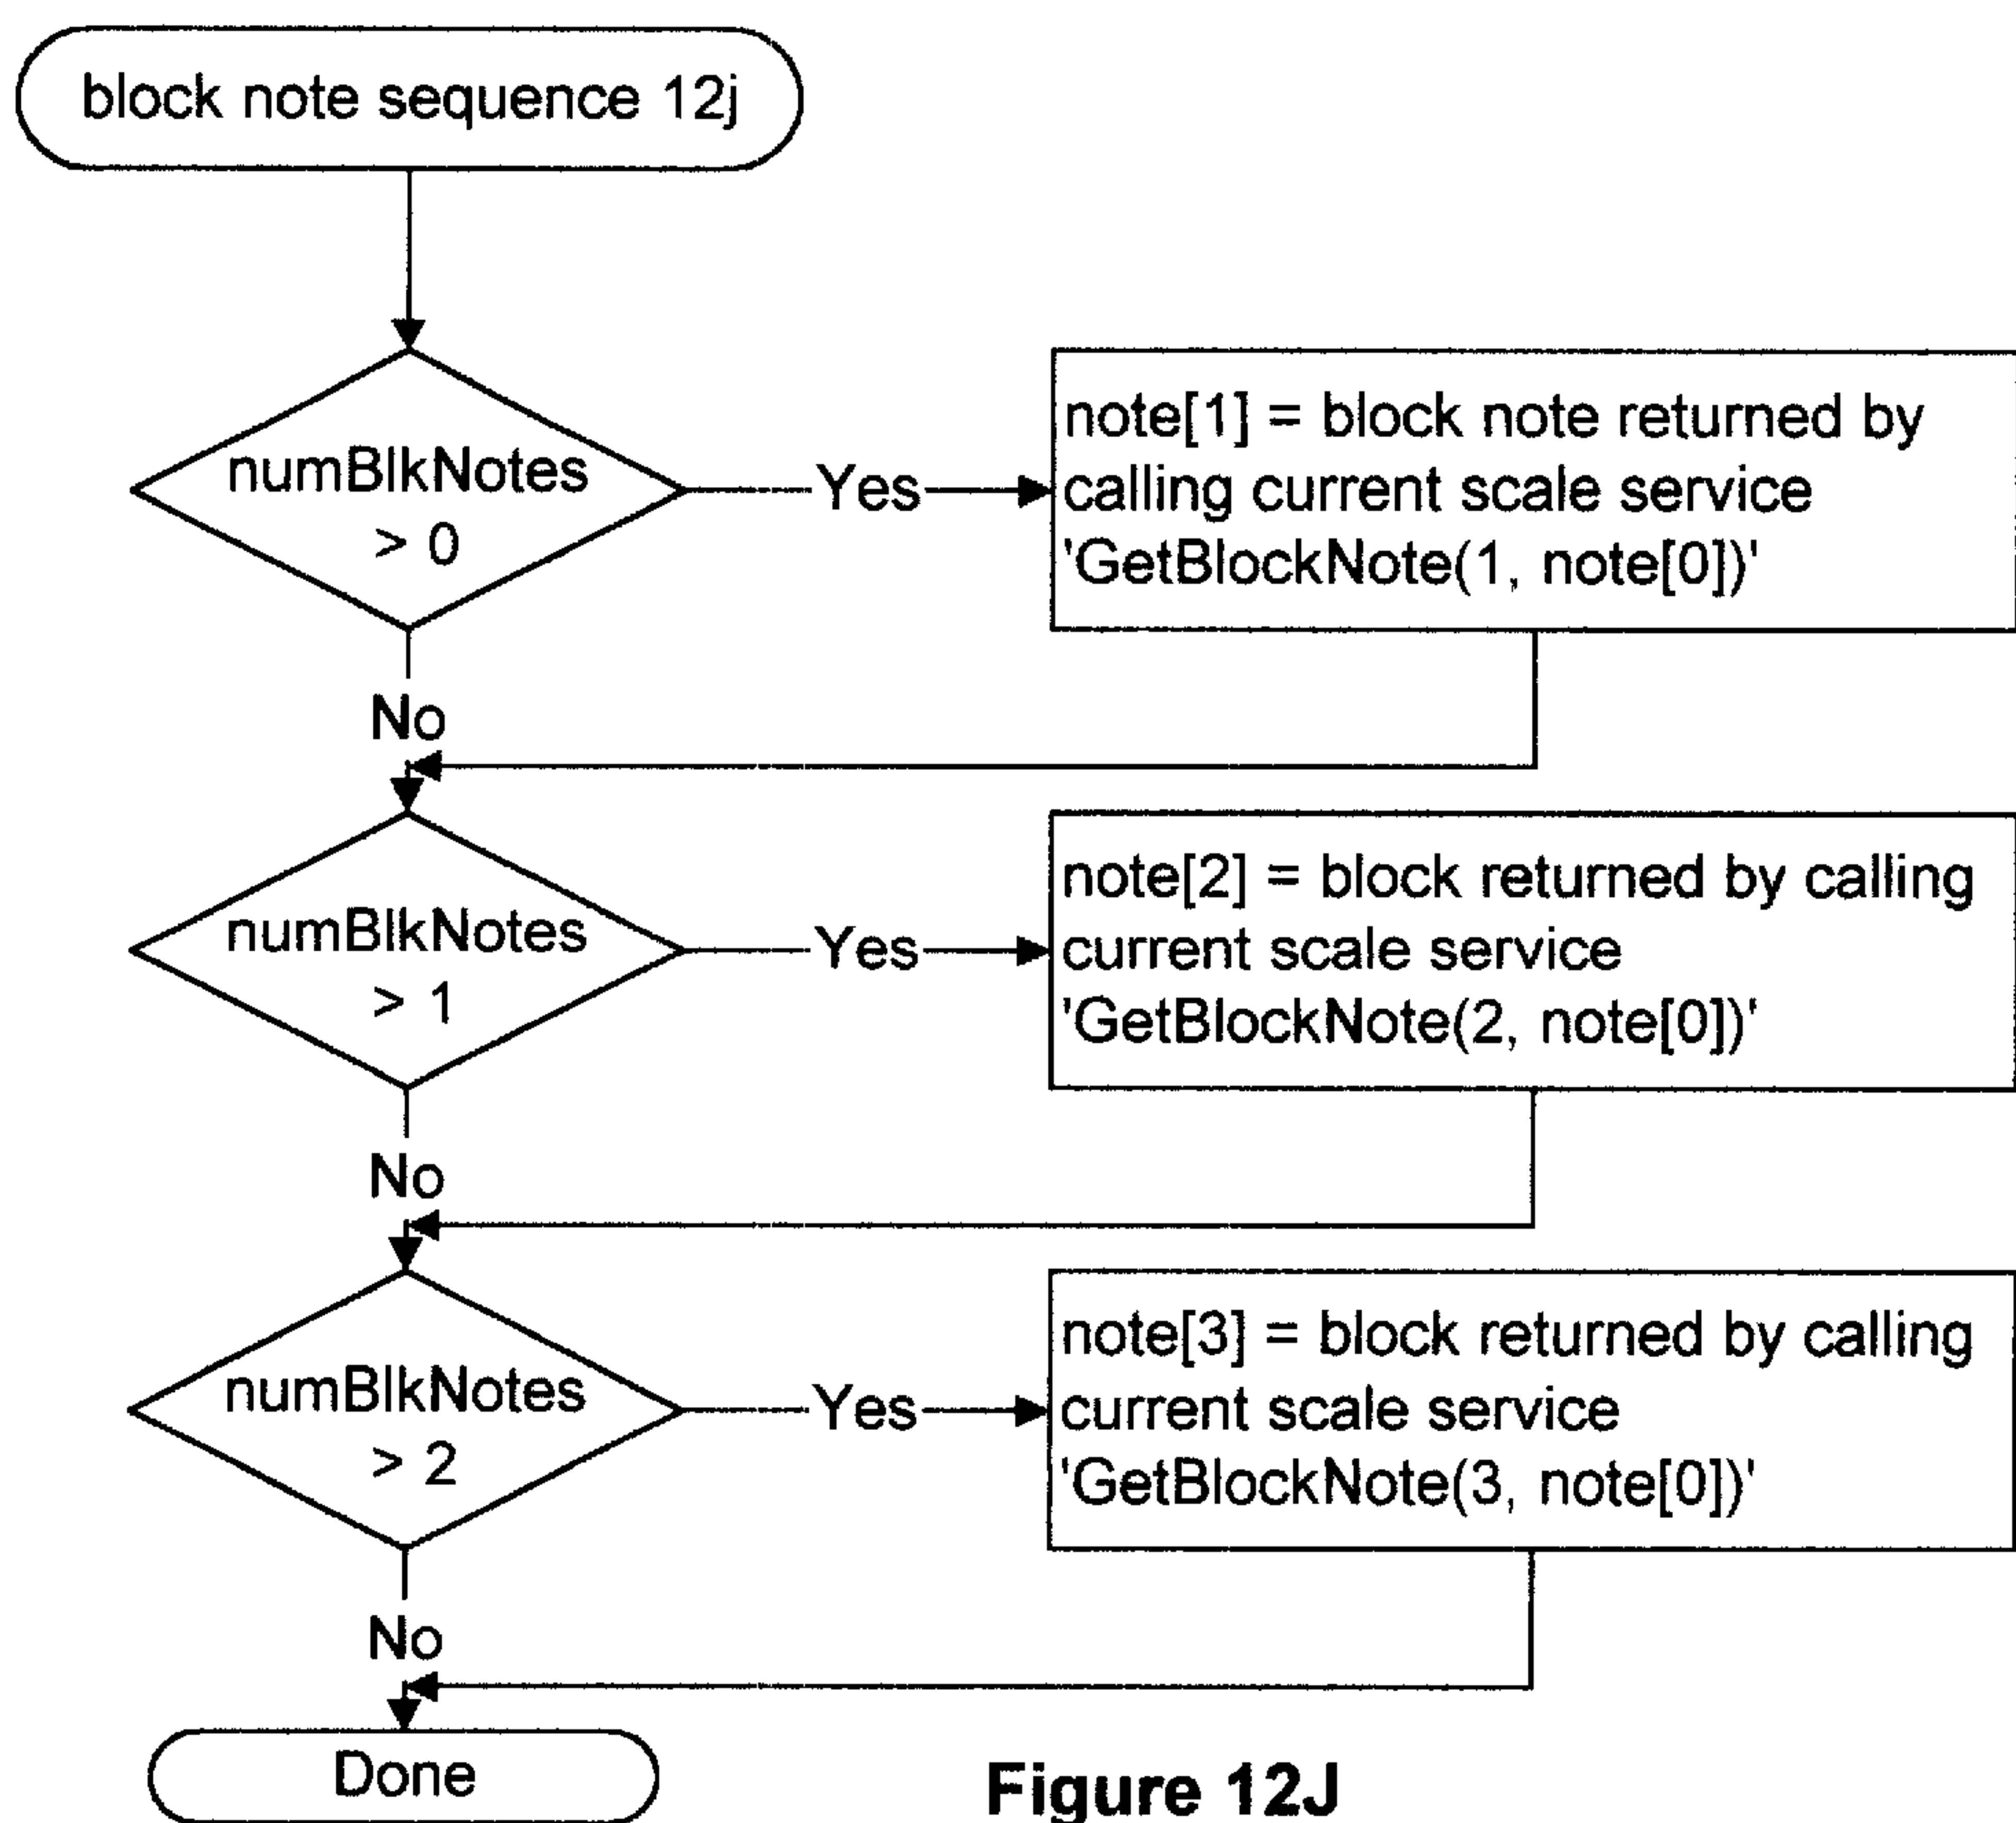 block note sequence 12j
numBlkNotes
> 0
Yes
note[1] = block note returned by
calling current scale service
'GetBlockNote(1, note[0])'
No
numBlkNotes
> 1
Yes
note[2] = block returned by calling
current scale service
'GetBlockNote(2, note[0])'
No
numBlkNotes
> 2
Yes
note[3] = block returned by calling
current scale service
'GetBlockNote(3, note[0])'
No
Done
Figure 12J